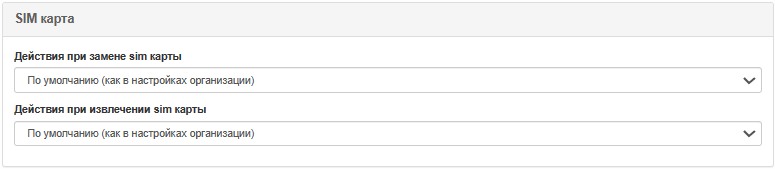 SIM карта
Действия при замене sim карты
По умолчанию (как в настройках организации)
Действия при извлечении sim карты
По умолчанию (как в настройках организации)